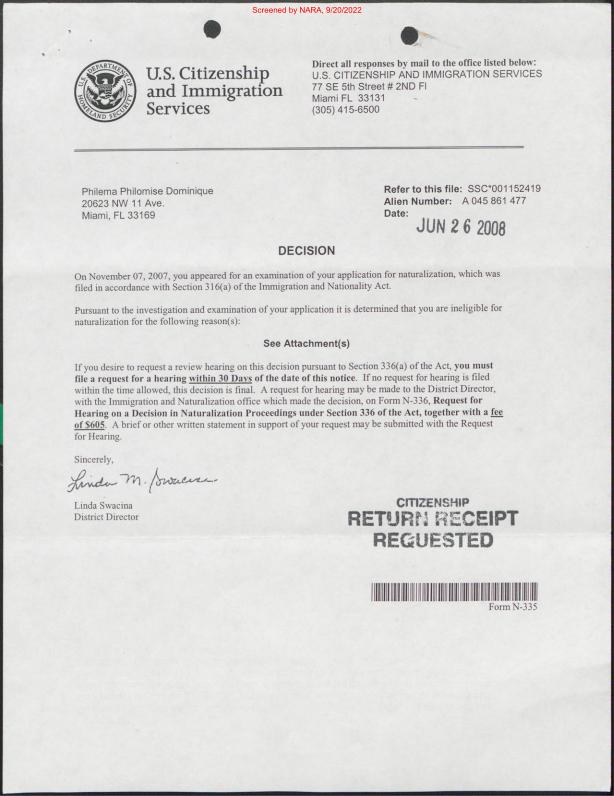 Screened by NARA, 9/20/2022
U.S. DEPARTMENT OF
HOMELAND SECURITY
U.S. Citizenship
and Immigration
Services
Direct all responses by mail to the office listed below:
U.S. CITIZENSHIP AND IMMIGRATION SERVICES
77 SE 5th Street # 2ND Fl
Miami FL 33131
(305) 415-6500
Philema Philomise Dominique
20623 NW 11 Ave.
Miami, FL 33169
Refer to this file: SSC*001152419
Alien Number: A 045 861 477
Date:
JUN 26 2008
DECISION
On November 07, 2007, you appeared for an examination of your application for naturalization, which was
filed in accordance with Section 316(a) of the Immigration and Nationality Act.
Pursuant to the investigation and examination of your application it is determined that you are ineligible for
naturalization for the following reason(s):
See Attachment(s)
If you desire to request a review hearing on this decision pursuant to Section 336(a) of the Act, you must
file a request for a hearing within 30 Days of the date of this notice. If no request for hearing is filed
within the time allowed, this decision is final. A request for hearing may be made to the District Director,
with the Immigration and Naturalization office which made the decision, on Form N-336, Request for
Hearing on a Decision in Naturalization Proceedings under Section 336 of the Act, together with a fee
of $605. A brief or other written statement in support of your request may be submitted with the Request
for Hearing.
Sincerely,
Linda M. Swacina
Linda Swacina
District Director
CITIZENSHIP
RETURN RECEIPT
REQUESTED
Form N-335